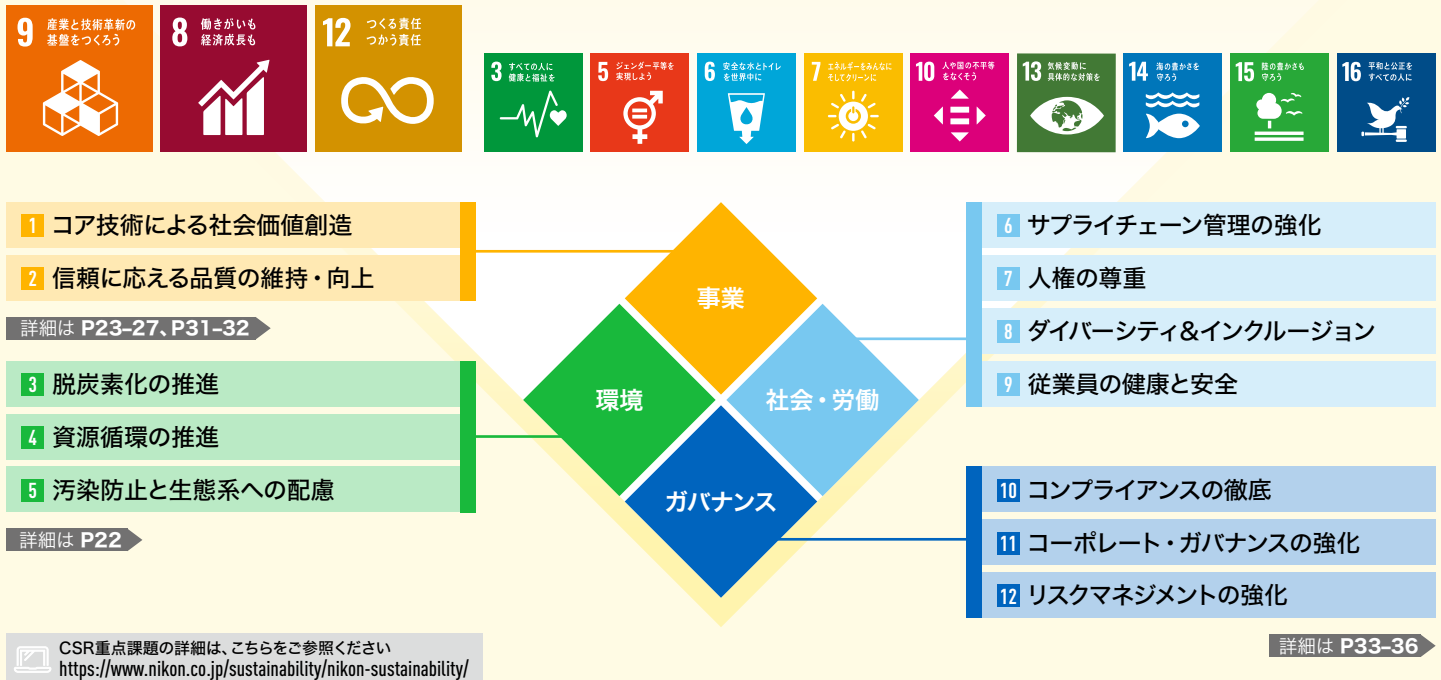 9 産業と技術革新の
基盤をつくろう
8 働きがいも
経済成長も
12 つくる責任
つかう責任
3 すべての人に
健康と福祉を
5 ジェンダー平等を
実現しよう
6 安全な水とトイレ
を世界中に
7 エネルギーをみんなに
そしてクリーンに
10 人や国の不平等
をなくそう
13 気候変動に
具体的な対策を
14 海の豊かさを
守ろう
15 陸の豊かさも
守ろう
16 平和と公正を
すべての人に
1 コア技術による社会価値創造
2 信頼に応える品質の維持・向上
詳細は P23–27、P31–32
3 脱炭素化の推進
4 資源循環の推進
5 汚染防止と生態系への配慮
詳細は P22
事業
環境
社会・労働
ガバナンス
6 サプライチェーン管理の強化
7 人権の尊重
8 ダイバーシティ&インクルージョン
9 従業員の健康と安全
10 コンプライアンスの徹底
11 コーポレート・ガバナンスの強化
12 リスクマネジメントの強化
詳細は P33–36
CSR重点課題の詳細は、こちらをご参照ください
https://www.nikon.co.jp/sustainability/nikon-sustainability/